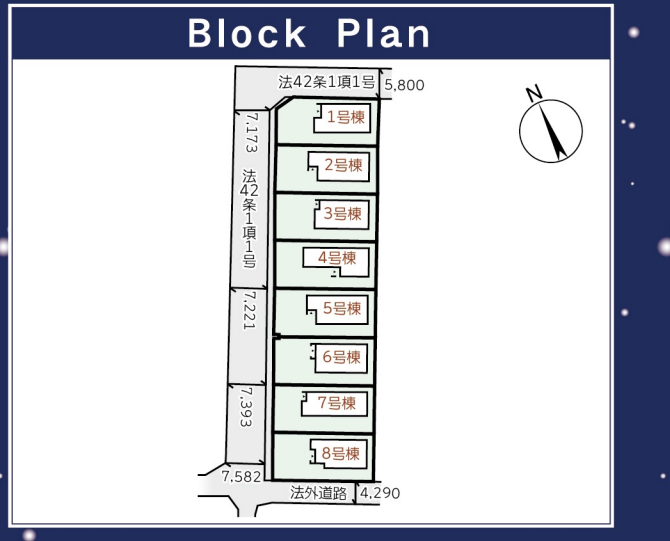 Block Plan
法42条1項1号
5,800
N
1号棟
7.173
2号棟
法42条1項1号
3号棟
4号棟
5号棟
7.221
6号棟
7号棟
7.393
8号棟
7.582
法外道路
4,290